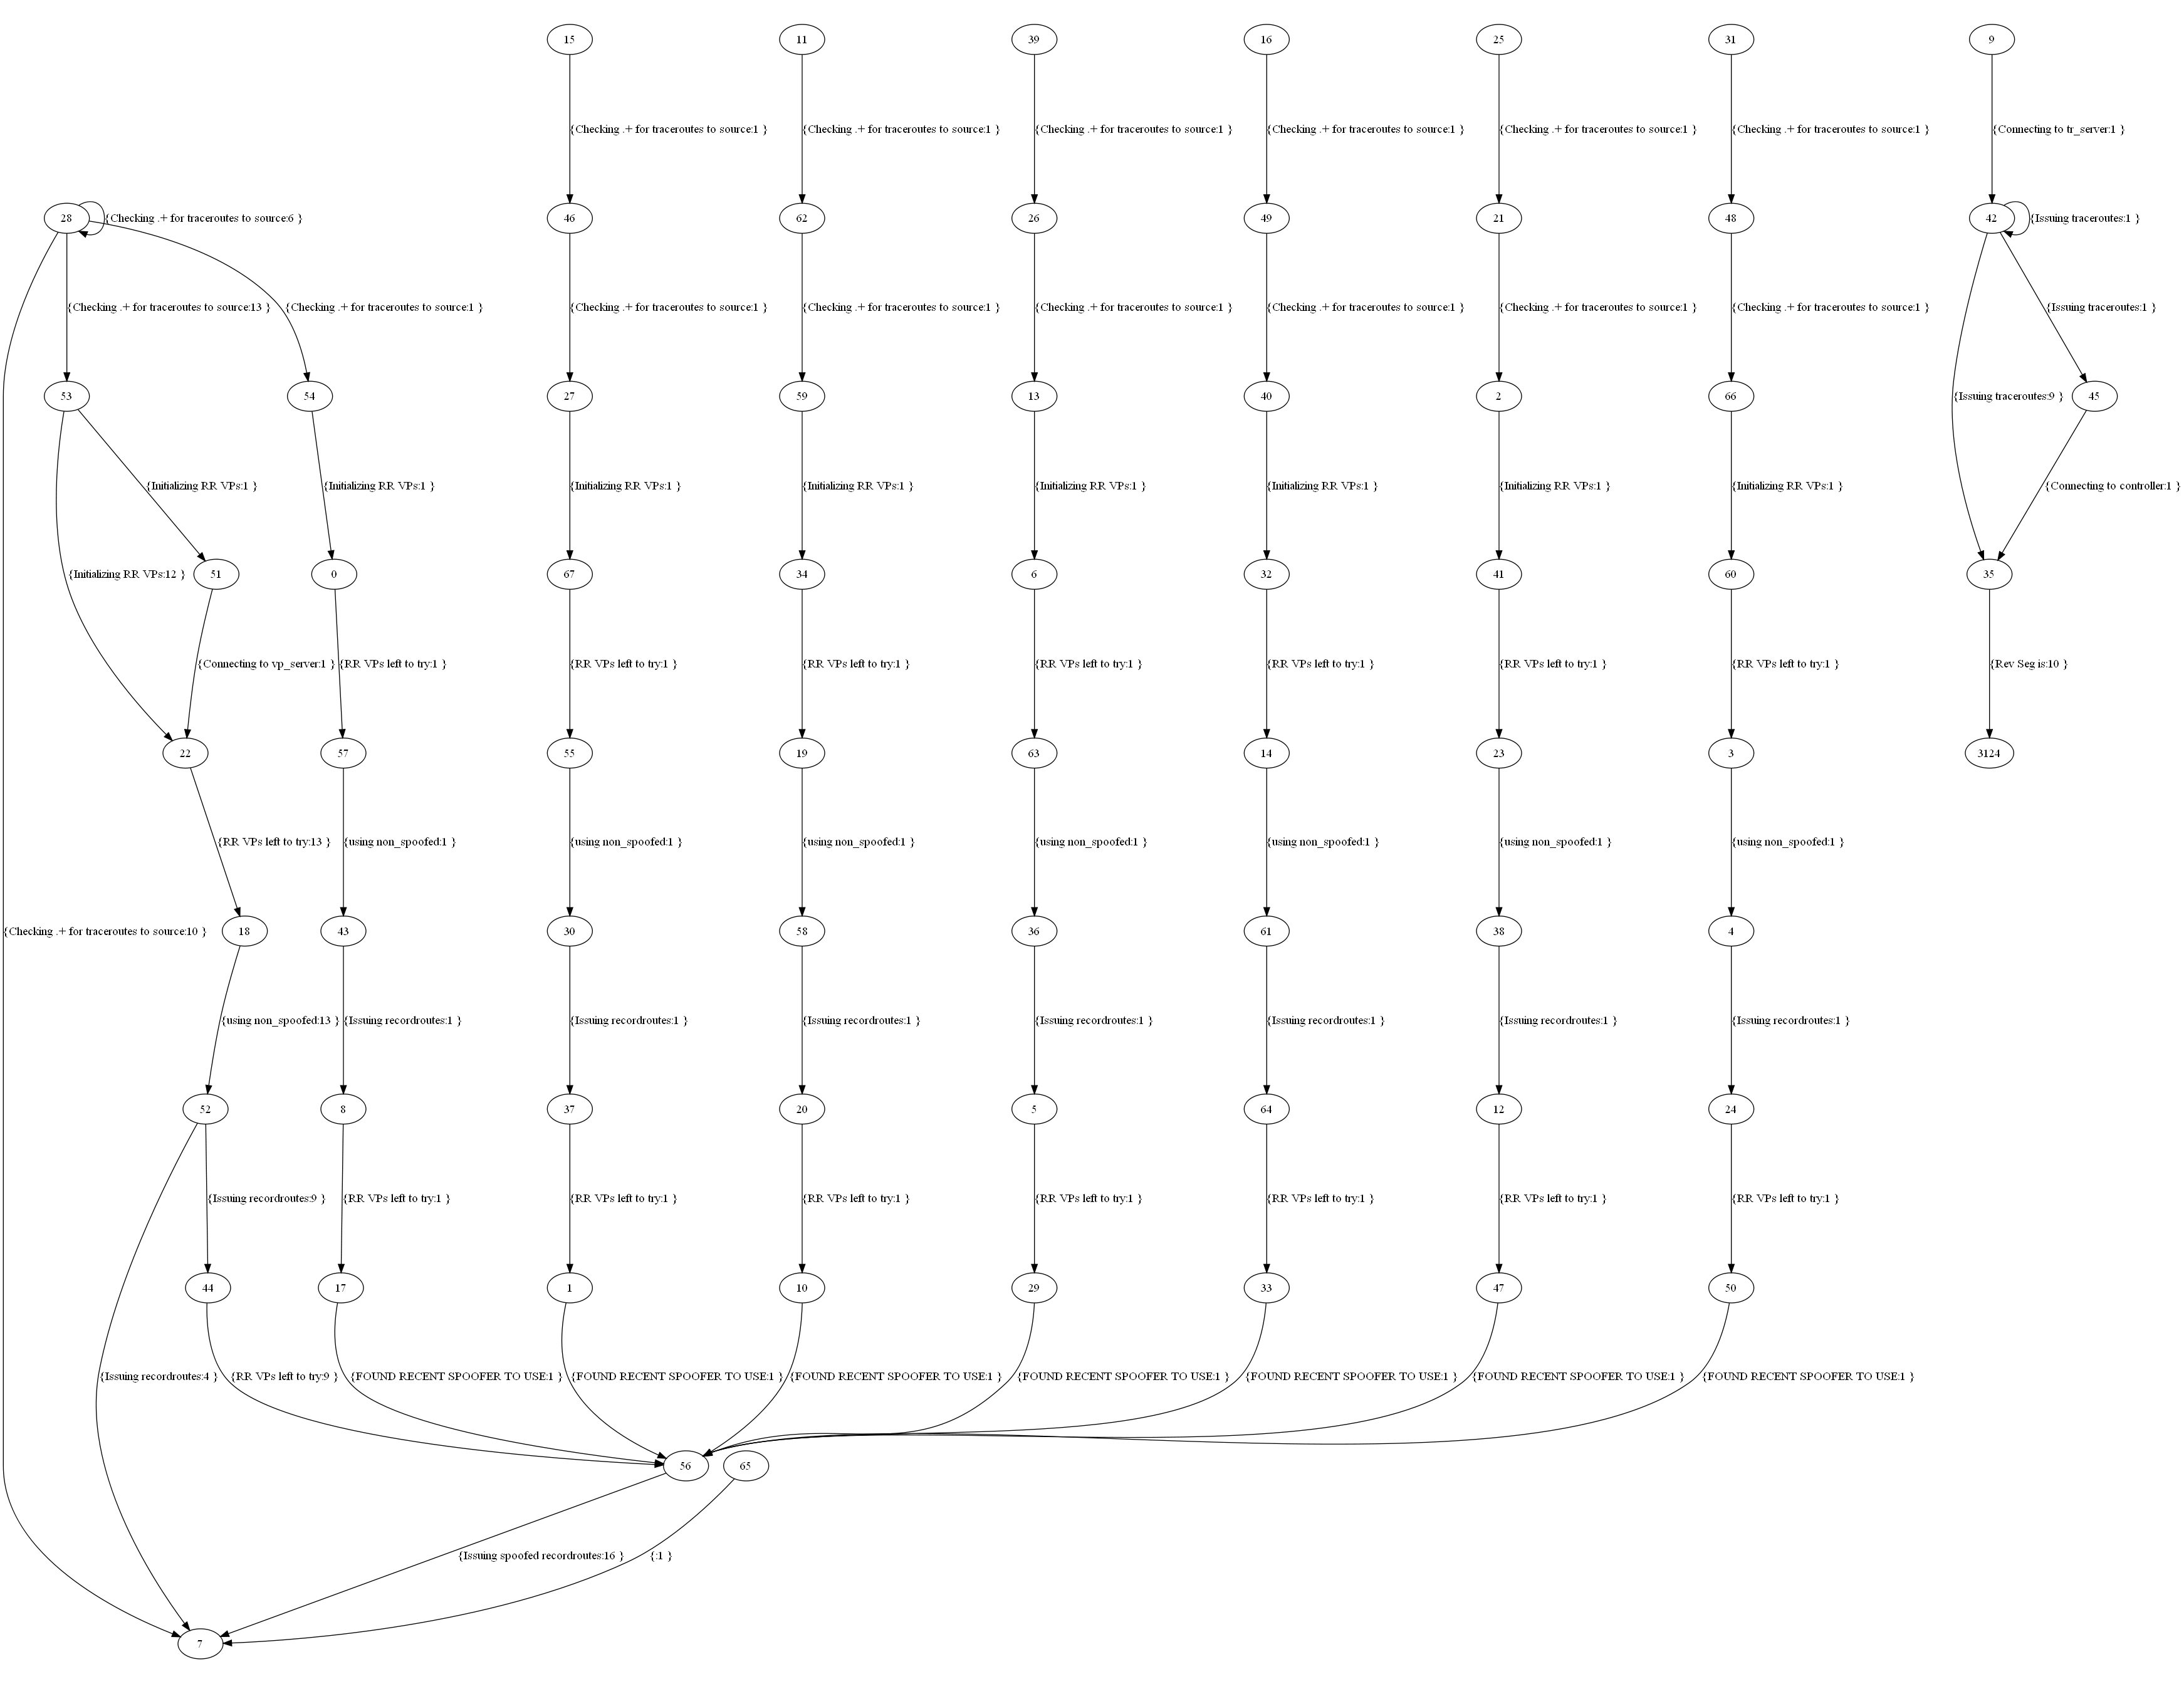 15 11 39 16 25 31 9
{Checking .+ for traceroutes to source:1 } {Checking .+ for traceroutes to source:1 } {Checking .+ for traceroutes to source:1 } {Checking .+ for traceroutes to source:1 } {Checking .+ for traceroutes to source:1 } {Checking .+ for traceroutes to source:1 } {Connecting to tr_server:1 }
28 {Checking .+ for traceroutes to source:6 } 46 62 26 49 21 48 42 {Issuing traceroutes:1 }
{Checking .+ for traceroutes to source:13 } {Checking .+ for traceroutes to source:1 } {Checking .+ for traceroutes to source:1 } {Checking .+ for traceroutes to source:1 } {Checking .+ for traceroutes to source:1 } {Checking .+ for traceroutes to source:1 } {Checking .+ for traceroutes to source:1 } {Checking .+ for traceroutes to source:1 } {Issuing traceroutes:1 }
53 54 27 59 13 40 2 66 {Issuing traceroutes:9 } 45
{Initializing RR VPs:1 } {Initializing RR VPs:1 } {Initializing RR VPs:1 } {Initializing RR VPs:1 } {Initializing RR VPs:1 } {Initializing RR VPs:1 } {Initializing RR VPs:1 } {Initializing RR VPs:1 } {Connecting to controller:1 }
{Initializing RR VPs:12 } 51 0 67 34 6 32 41 60 35
{Connecting to vp_server:1 } {RR VPs left to try:1 } {RR VPs left to try:1 } {RR VPs left to try:1 } {RR VPs left to try:1 } {RR VPs left to try:1 } {RR VPs left to try:1 } {RR VPs left to try:1 } {Rev Seg is:10 }
22 57 55 19 63 14 23 3 3124
{RR VPs left to try:13 } {using non_spoofed:1 } {using non_spoofed:1 } {using non_spoofed:1 } {using non_spoofed:1 } {using non_spoofed:1 } {using non_spoofed:1 } {using non_spoofed:1 }
{Checking .+ for traceroutes to source:10 } 18 43 30 58 36 61 38 4
{using non_spoofed:13 } {Issuing recordroutes:1 } {Issuing recordroutes:1 } {Issuing recordroutes:1 } {Issuing recordroutes:1 } {Issuing recordroutes:1 } {Issuing recordroutes:1 } {Issuing recordroutes:1 }
52 8 37 20 5 64 12 24
{Issuing recordroutes:9 } {RR VPs left to try:1 } {RR VPs left to try:1 } {RR VPs left to try:1 } {RR VPs left to try:1 } {RR VPs left to try:1 } {RR VPs left to try:1 } {RR VPs left to try:1 }
44 17 1 10 29 33 47 50
{Issuing recordroutes:4 } {RR VPs left to try:9 } {FOUND RECENT SPOOFER TO USE:1 } {FOUND RECENT SPOOFER TO USE:1 } {FOUND RECENT SPOOFER TO USE:1 } {FOUND RECENT SPOOFER TO USE:1 } {FOUND RECENT SPOOFER TO USE:1 } {FOUND RECENT SPOOFER TO USE:1 } {FOUND RECENT SPOOFER TO USE:1 }
56 65
{Issuing spoofed recordroutes:16 } {:1 }
7